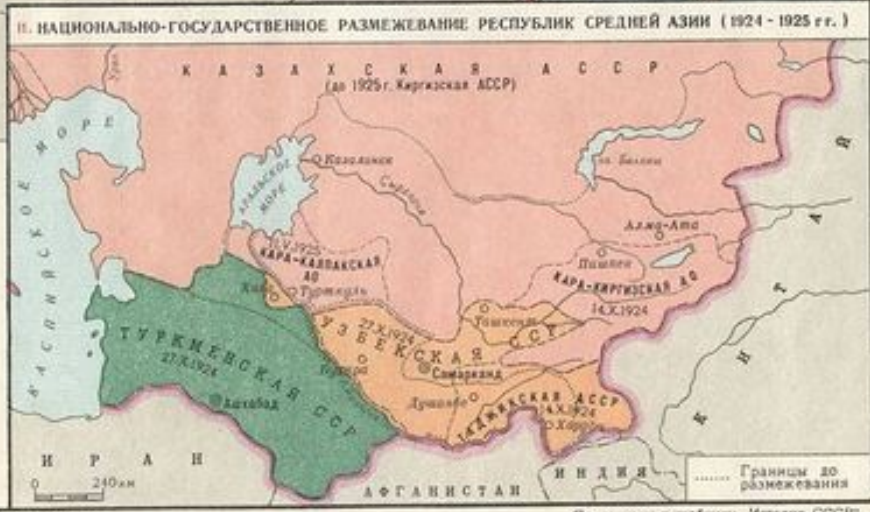 II. НАЦИОНАЛЬНО-ГОСУДАРСТВЕННОЕ РАЗМЕЖЕВАНИЕ РЕСПУБЛИК СРЕДНЕЙ АЗИИ (1924 - 1925 гг.)
КАЗАХСКАЯ АССР
(до 1925 г. Киргизская АССР)
КАСПИЙСКОЕ МОРЕ
АРАЛЬСКОЕ
МОРЕ
Казалинск
Сырдарья
оз. Балхаш
Алма-Ата
Пишпек
КАРА-КИРГИЗСКАЯ АО
14.X.1924
11.V.1925
КАРА-КАЛПАКСКАЯ
АО
Хива
Турткуль
ТУРКМЕНСКАЯ ССР
27.X.1924
Ашхабад
УЗБЕКСКАЯ ССР
27.X.1924
Ташкент
Бухара
Самарканд
Душанбе
ТАДЖИКСКАЯ АССР
14.X.1924
Хорог
КИТАЙ
ИРАН
АФГАНИСТАН
ИНДИЯ
0 240 км
Границы до
размежевания